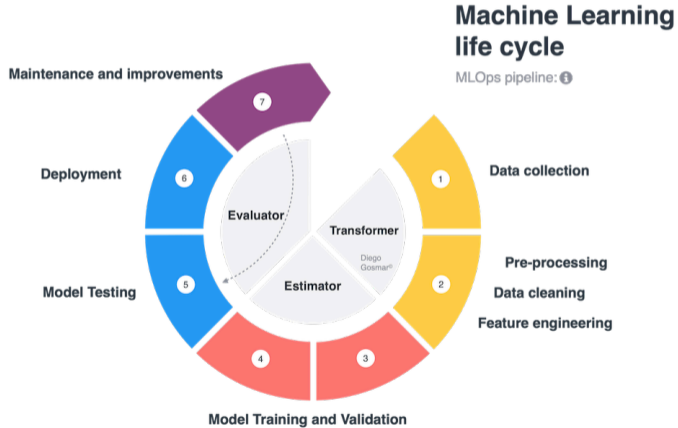 Machine Learning
life cycle
MLOps pipeline: i
Maintenance and improvements
7
Deployment
6
1
Data collection
Evaluator
Transformer
Diego
Gosmar©
Pre-processing
Model Testing
5
Estimator
2
Data cleaning
Feature engineering
4
3
Model Training and Validation